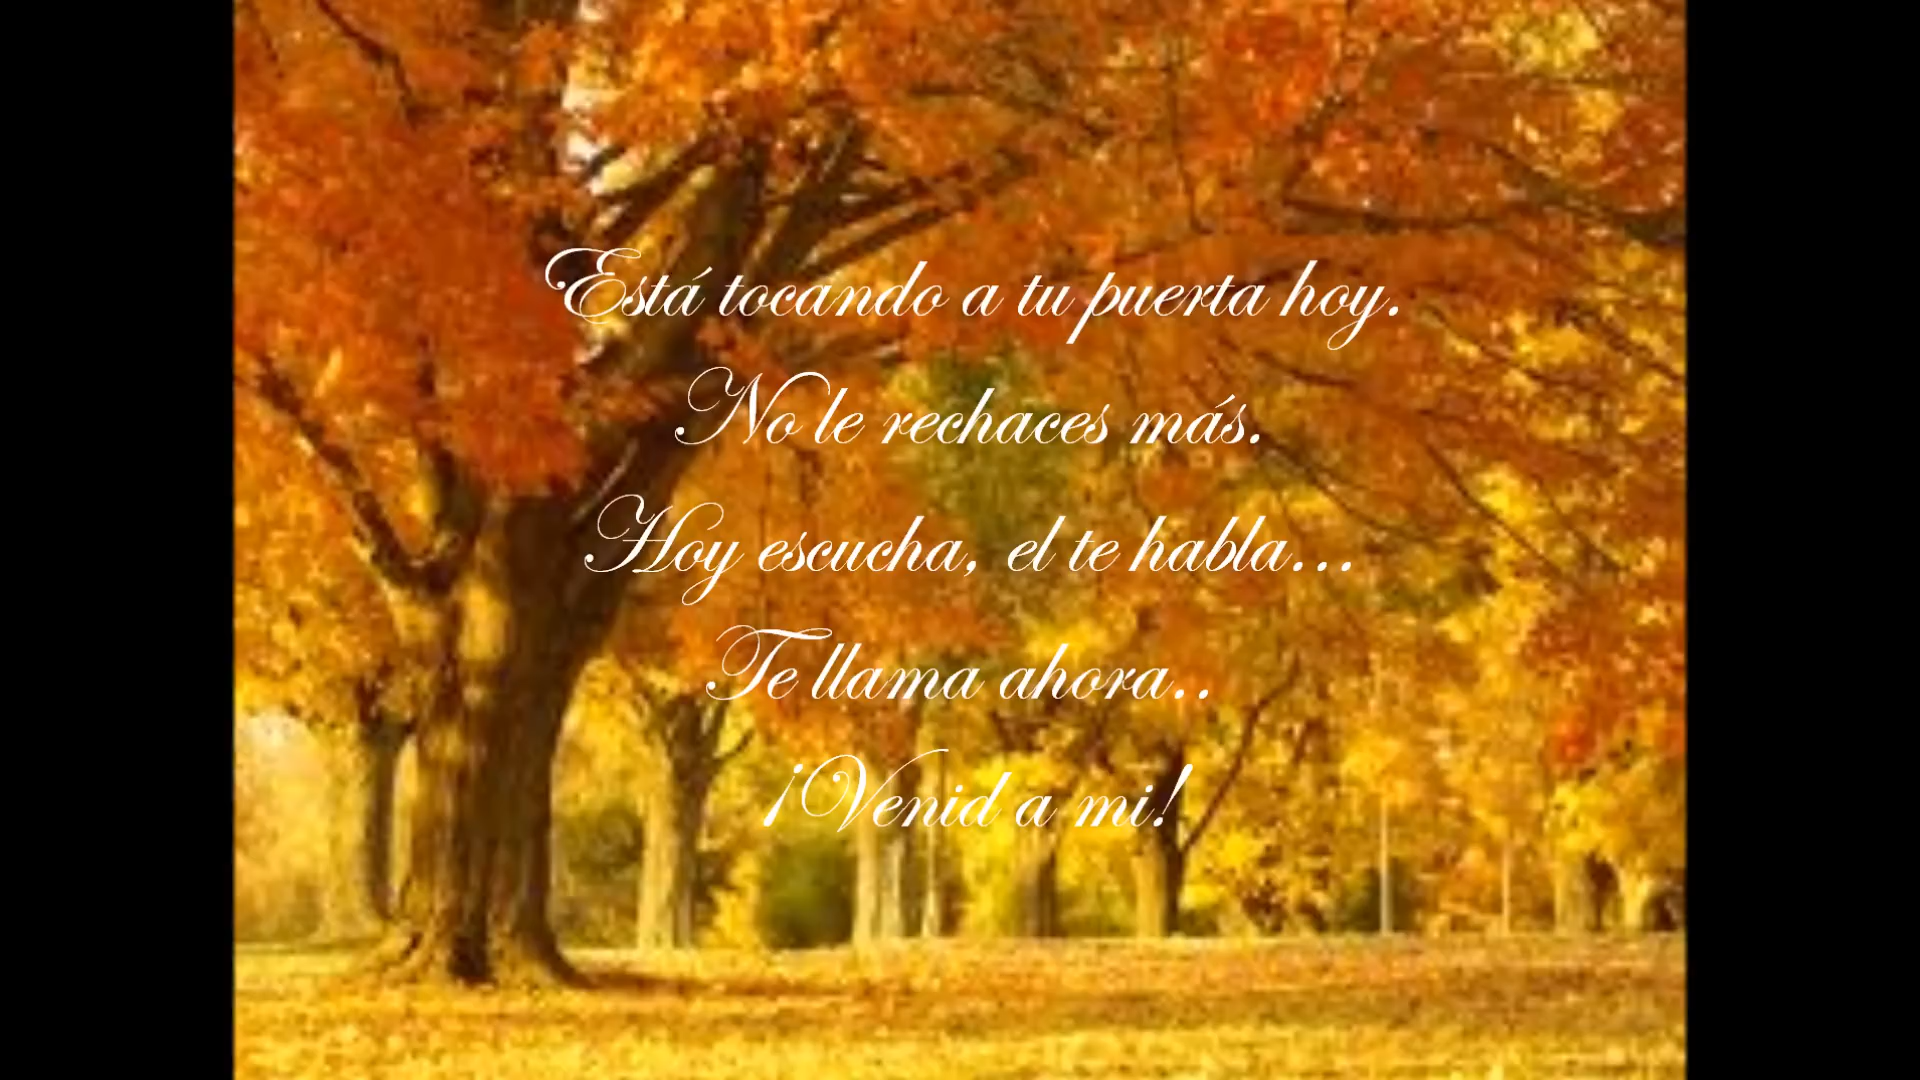 Está tocando a tu puerta hoy.
No le rechaces más.
Hoy escucha, el te habla...
Te llama ahora..
¡Venid a mi!